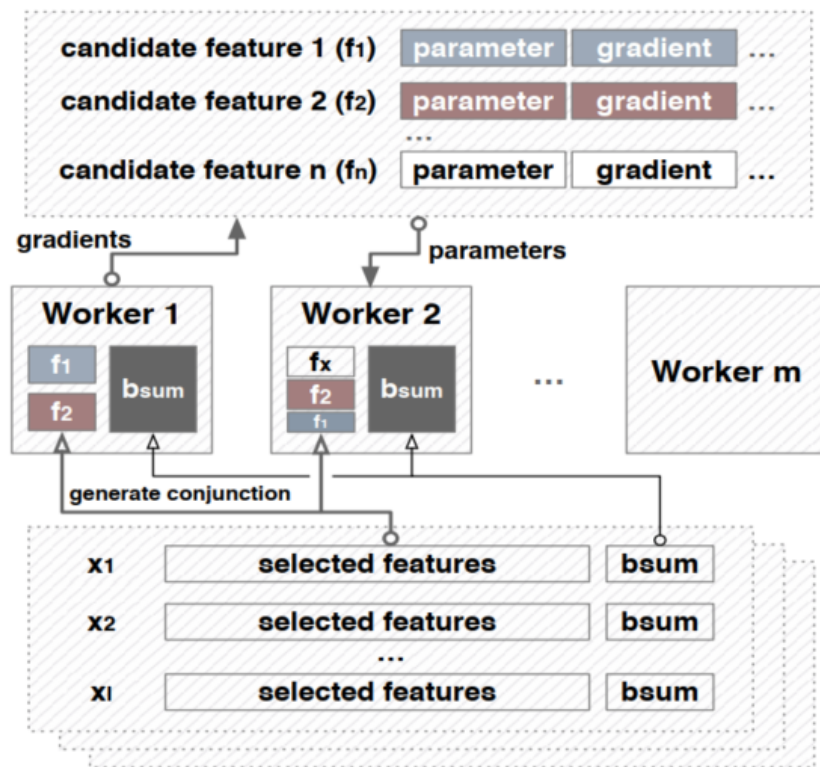 candidate feature 1 (f1) parameter gradient ...
candidate feature 2 (f2) parameter gradient ...
...
candidate feature n (fn) parameter gradient ...
gradients
parameters
Worker 1
f1
f2
bsum
Worker 2
fx
f2
f1
bsum
...
Worker m
generate conjunction
x1 selected features bsum
x2 selected features bsum
...
xl selected features bsum